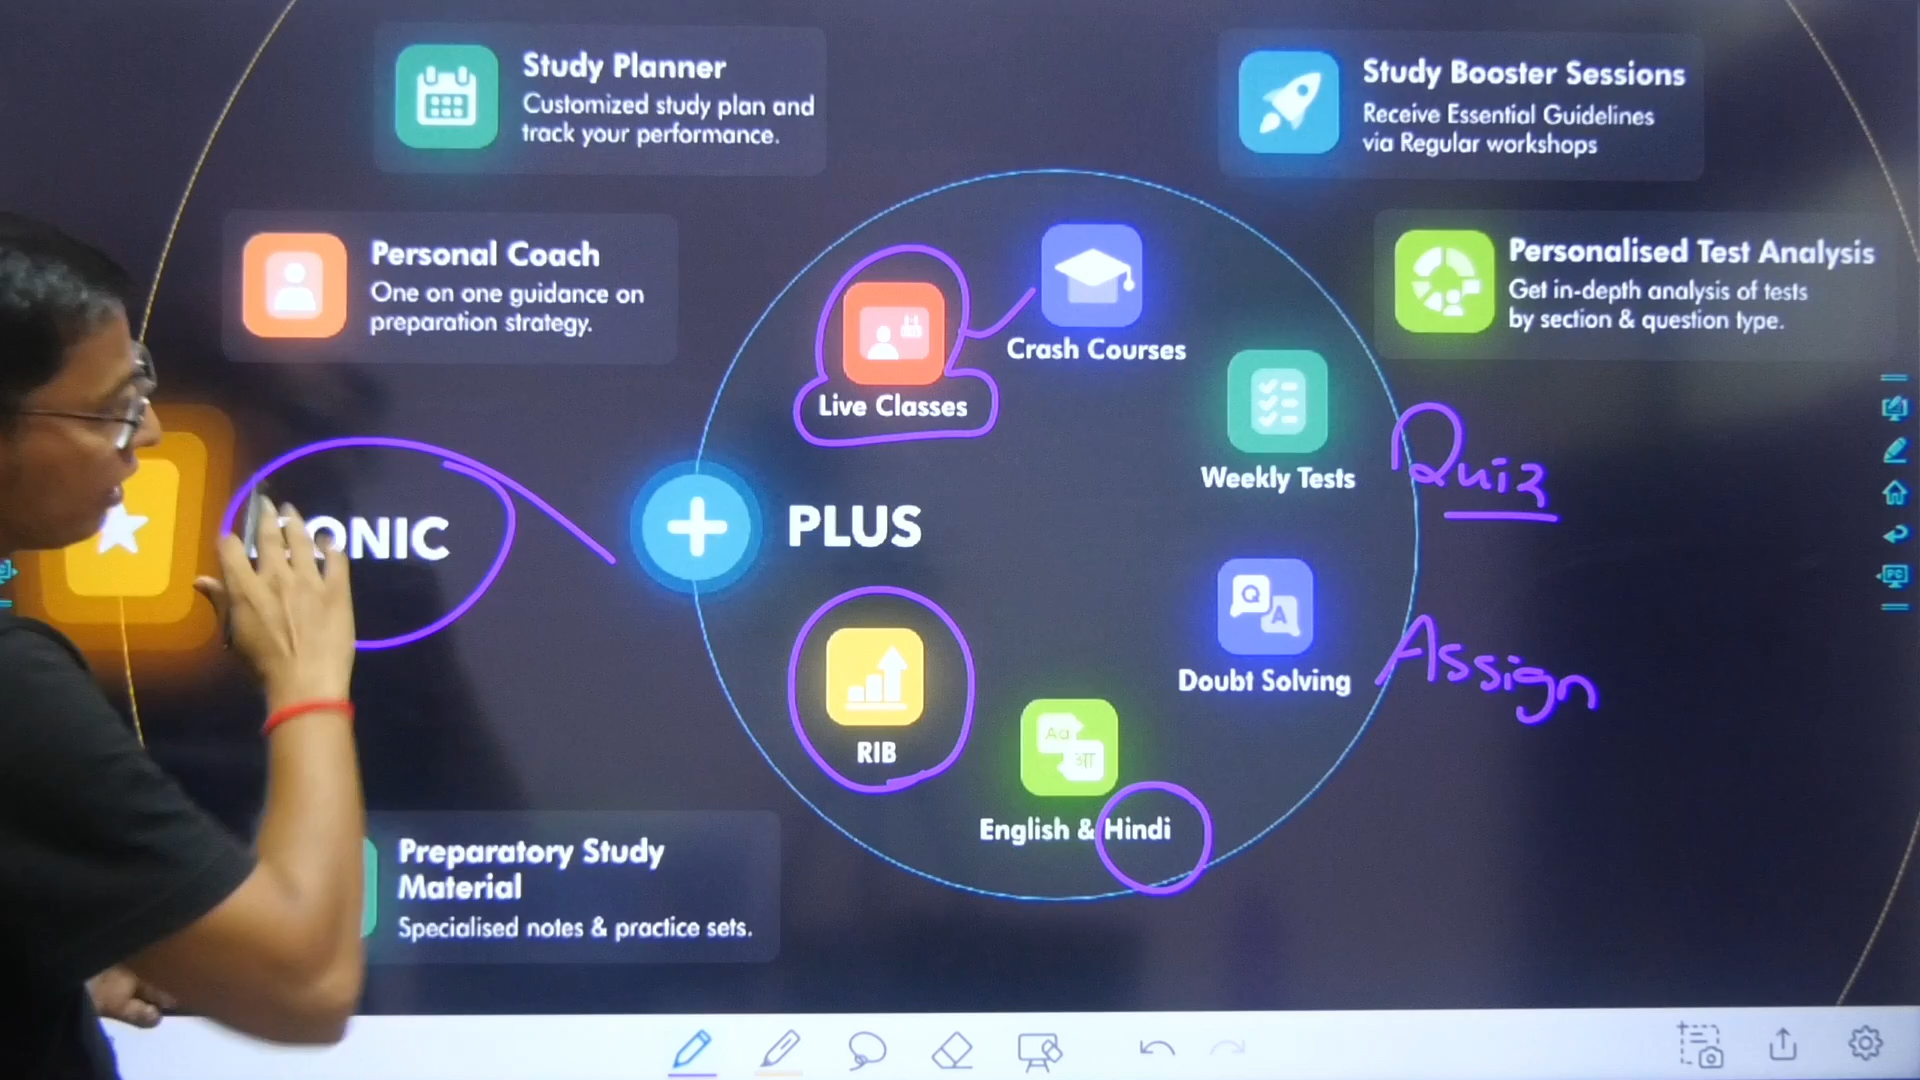 Study Planner
Customized study plan and
track your performance.
Study Booster Sessions
Receive Essential Guidelines
via Regular workshops
Personal Coach
One on one guidance on
preparation strategy.
Personalised Test Analysis
Get in-depth analysis of tests
by section & question type.
Live Classes
Crash Courses
Weekly Tests
Quiz
ONIC
PLUS
Q
A
Doubt Solving
Assign
RIB
Aa
अा
English & Hindi
Preparatory Study
Material
Specialised notes & practice sets.
PC